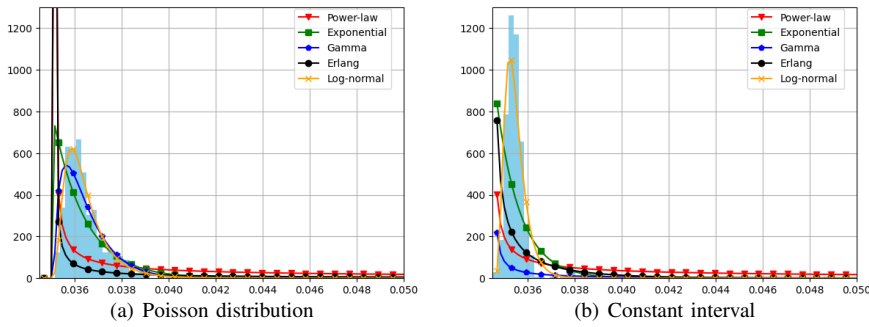 1200
1000
800
600
400
200
0
0.036 0.038 0.040 0.042 0.044 0.046 0.048 0.050
Power-law
Exponential
Gamma
Erlang
Log-normal
(a) Poisson distribution
1200
1000
800
600
400
200
0
0.036 0.038 0.040 0.042 0.044 0.046 0.048 0.050
Power-law
Exponential
Gamma
Erlang
Log-normal
(b) Constant interval